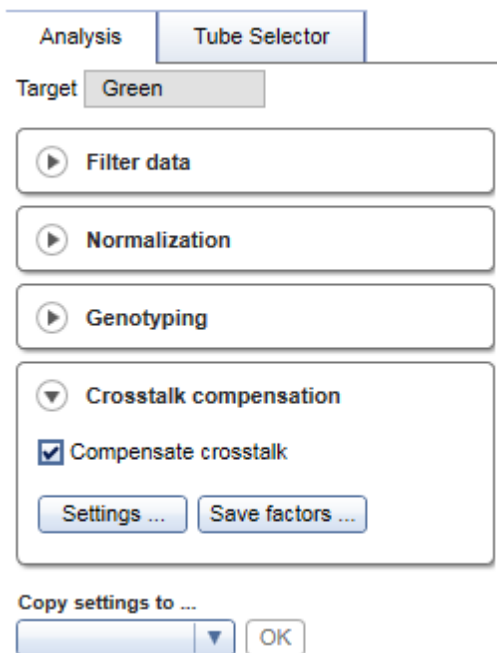 Analysis Tube Selector
Target Green
Filter data
Normalization
Genotyping
Crosstalk compensation
Compensate crosstalk
Settings ... Save factors ...
Copy settings to ...
OK